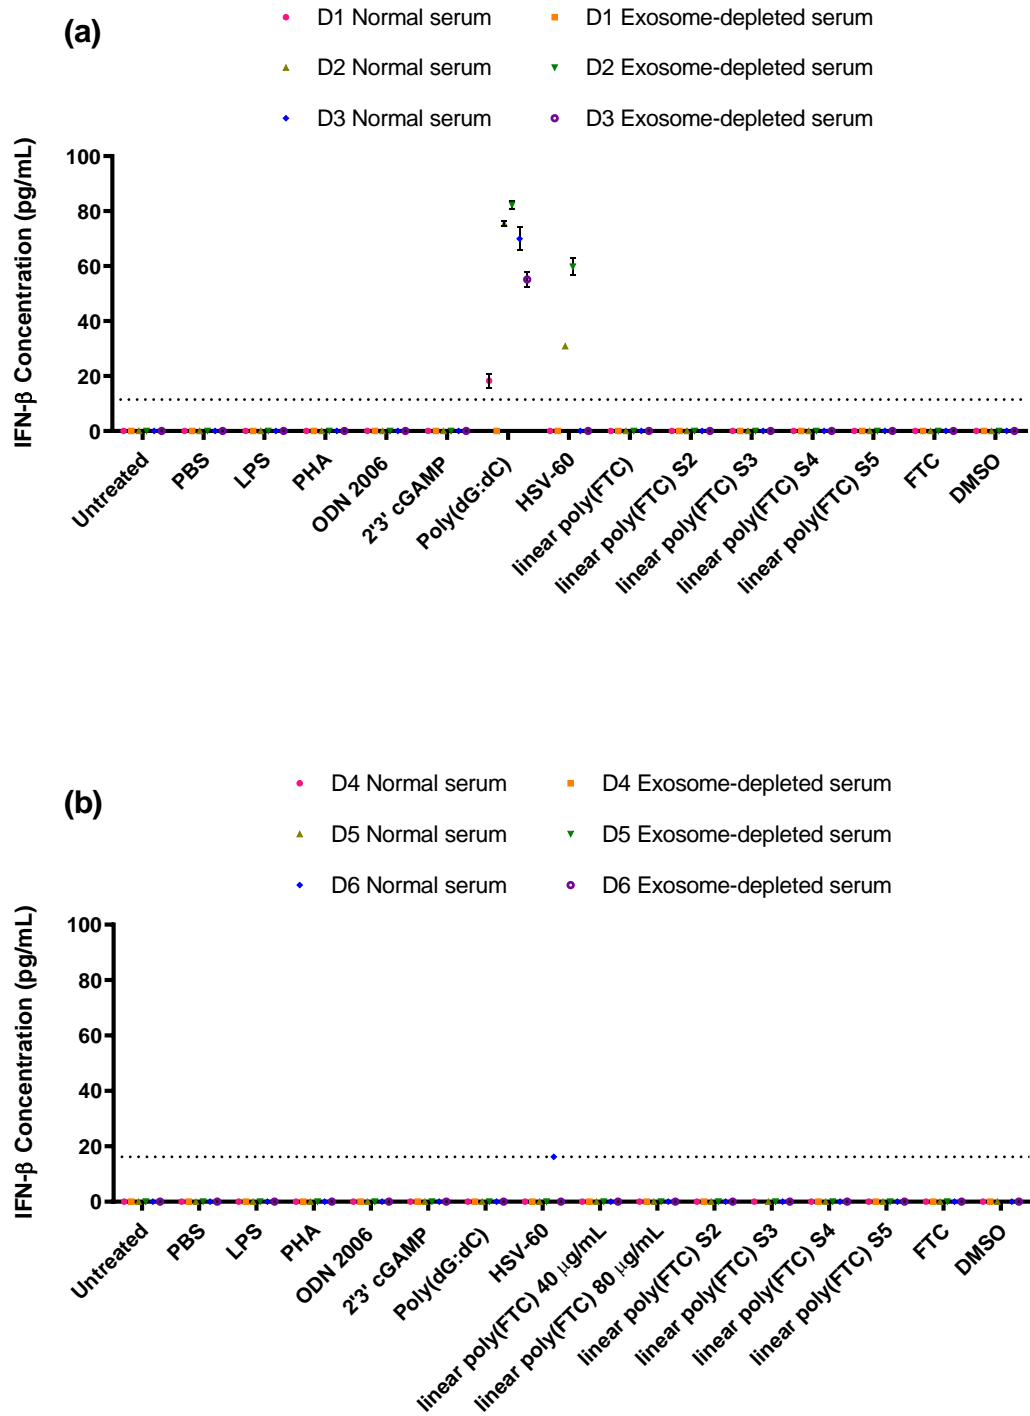 (a)
D1 Normal serum D1 Exosome-depleted serum
D2 Normal serum D2 Exosome-depleted serum
D3 Normal serum D3 Exosome-depleted serum
IFN-β Concentration (pg/mL)
100
80
60
40
20
0
Untreated
PBS
LPS
PHA
ODN 2006
2'3' cGAMP
Poly(dG:dC)
HSV-60
linear poly(FTC)
linear poly(FTC) S2
linear poly(FTC) S3
linear poly(FTC) S4
linear poly(FTC) S5
FTC
DMSO
(b)
D4 Normal serum D4 Exosome-depleted serum
D5 Normal serum D5 Exosome-depleted serum
D6 Normal serum D6 Exosome-depleted serum
IFN-β Concentration (pg/mL)
100
80
60
40
20
0
Untreated
PBS
LPS
PHA
ODN 2006
2'3' cGAMP
Poly(dG:dC)
HSV-60
linear poly(FTC) 40 μg/mL
linear poly(FTC) 80 μg/mL
linear poly(FTC) S2
linear poly(FTC) S3
linear poly(FTC) S4
linear poly(FTC) S5
FTC
DMSO